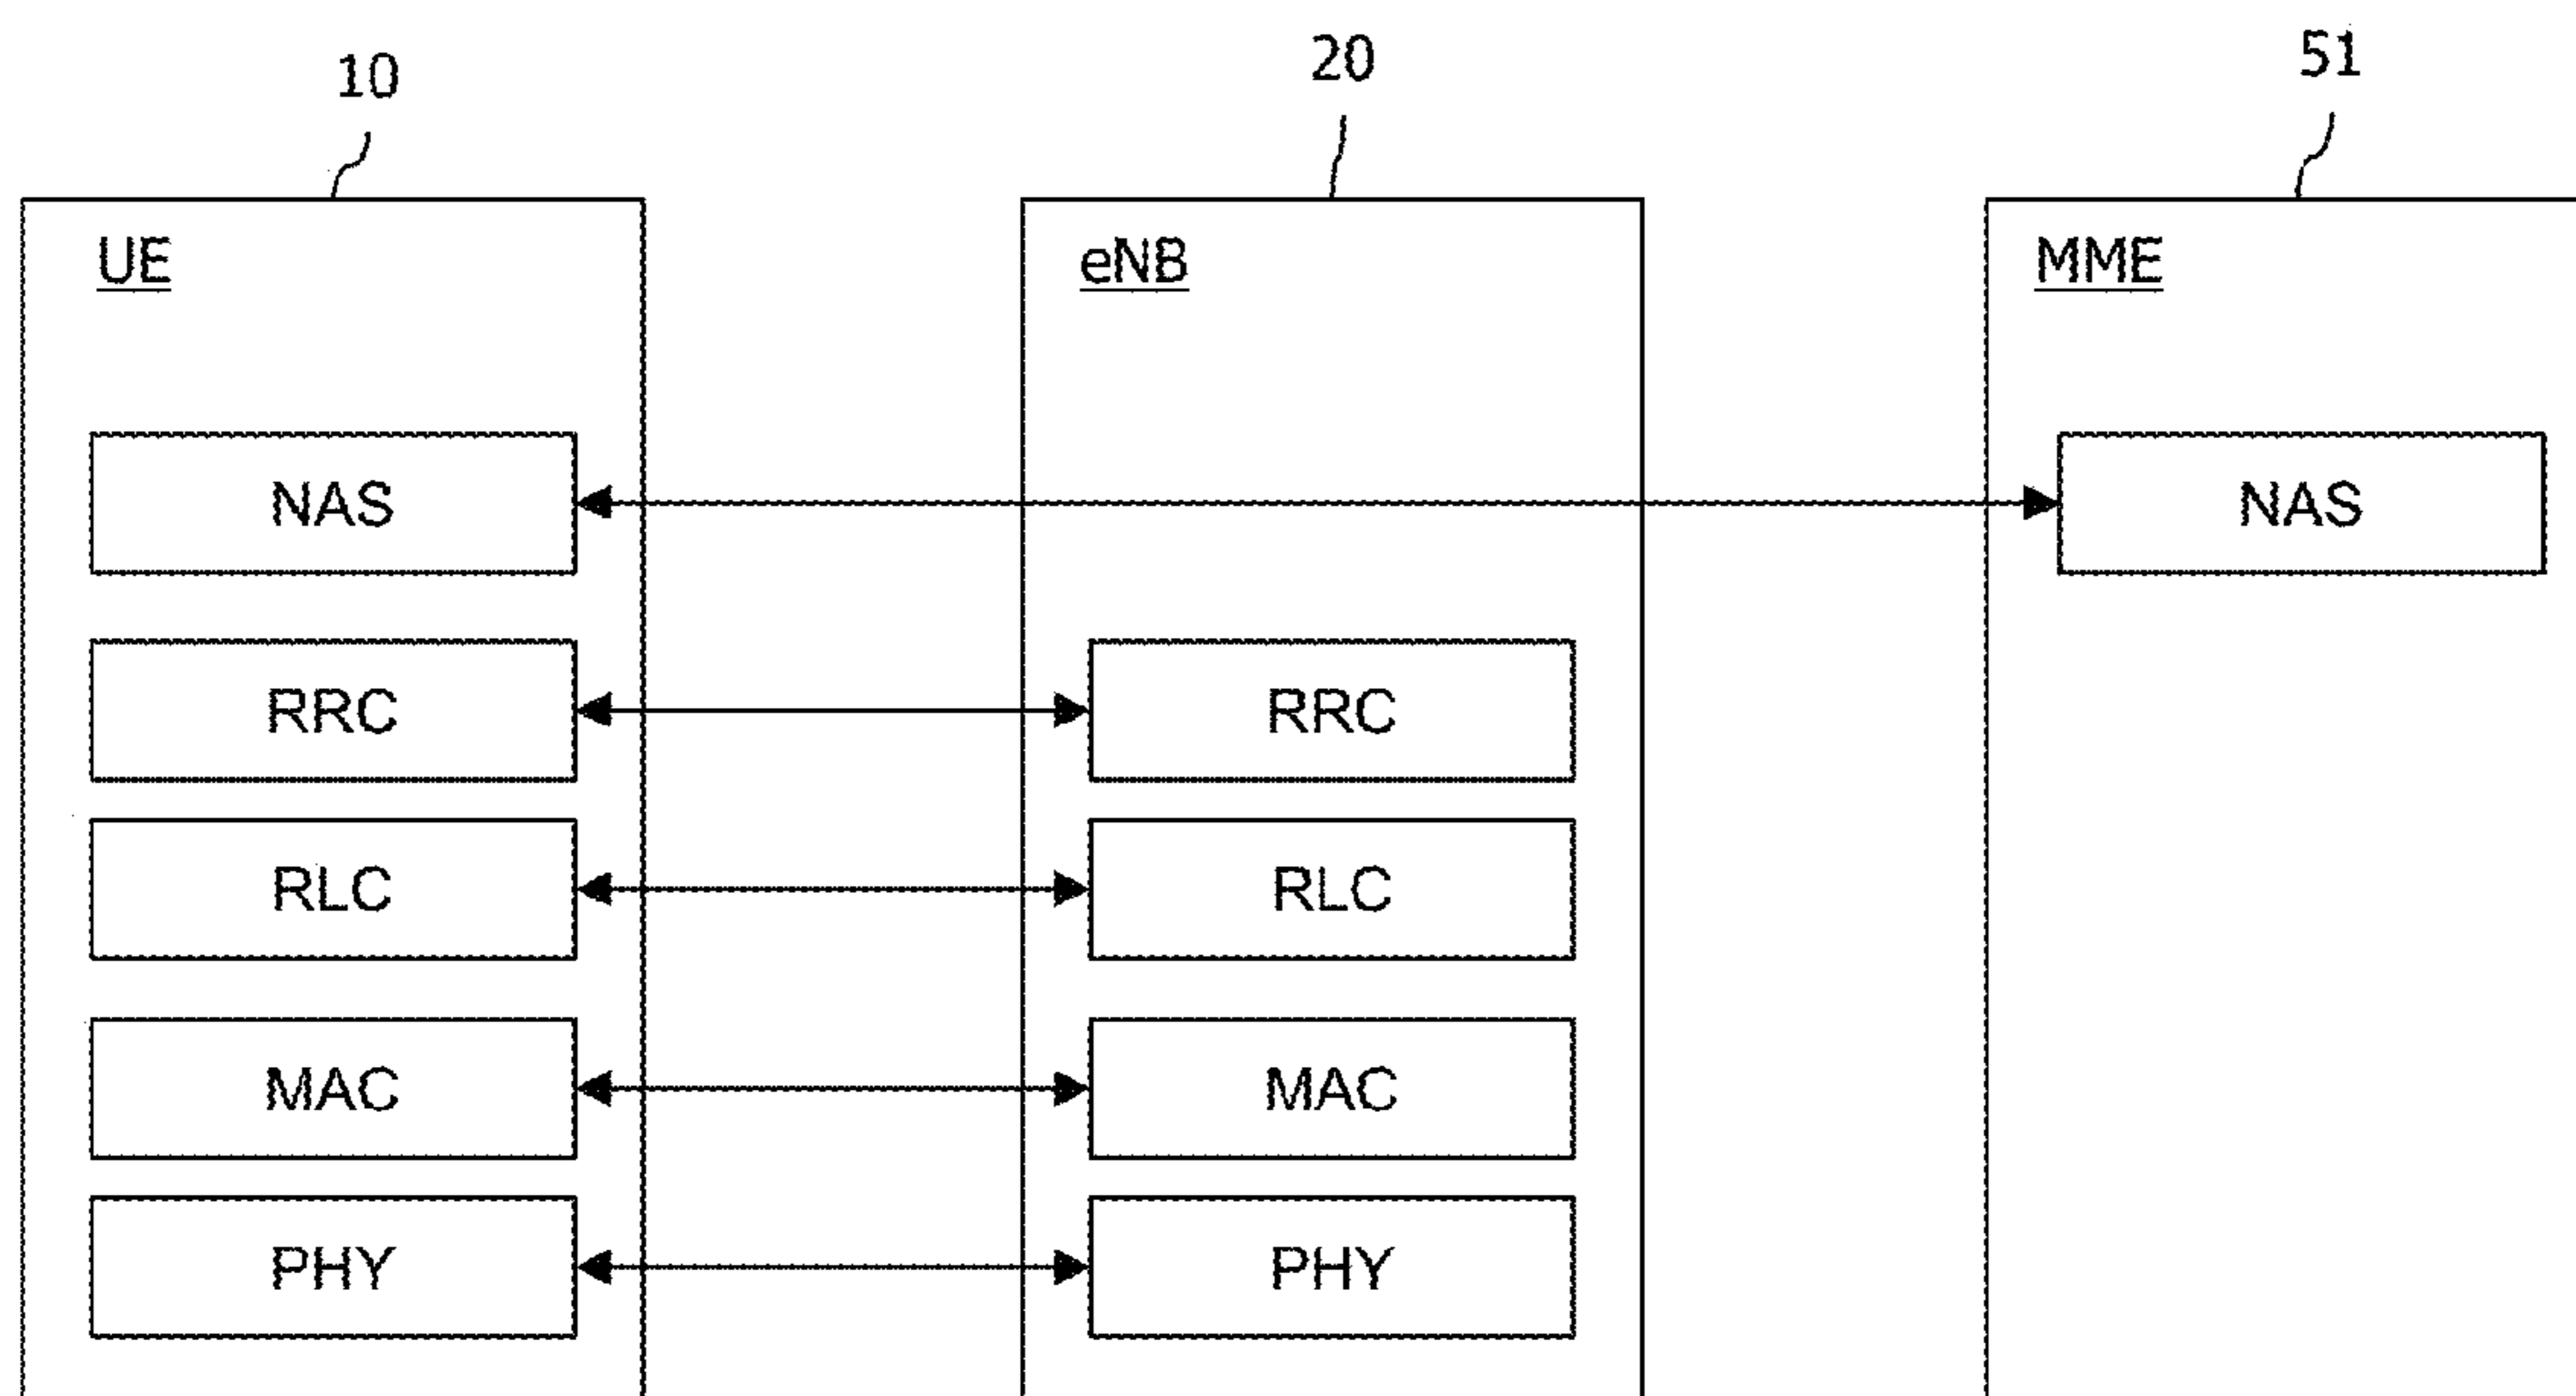 10 20 51
UE eNB MME
NAS NAS
RRC RRC
RLC RLC
MAC MAC
PHY PHY